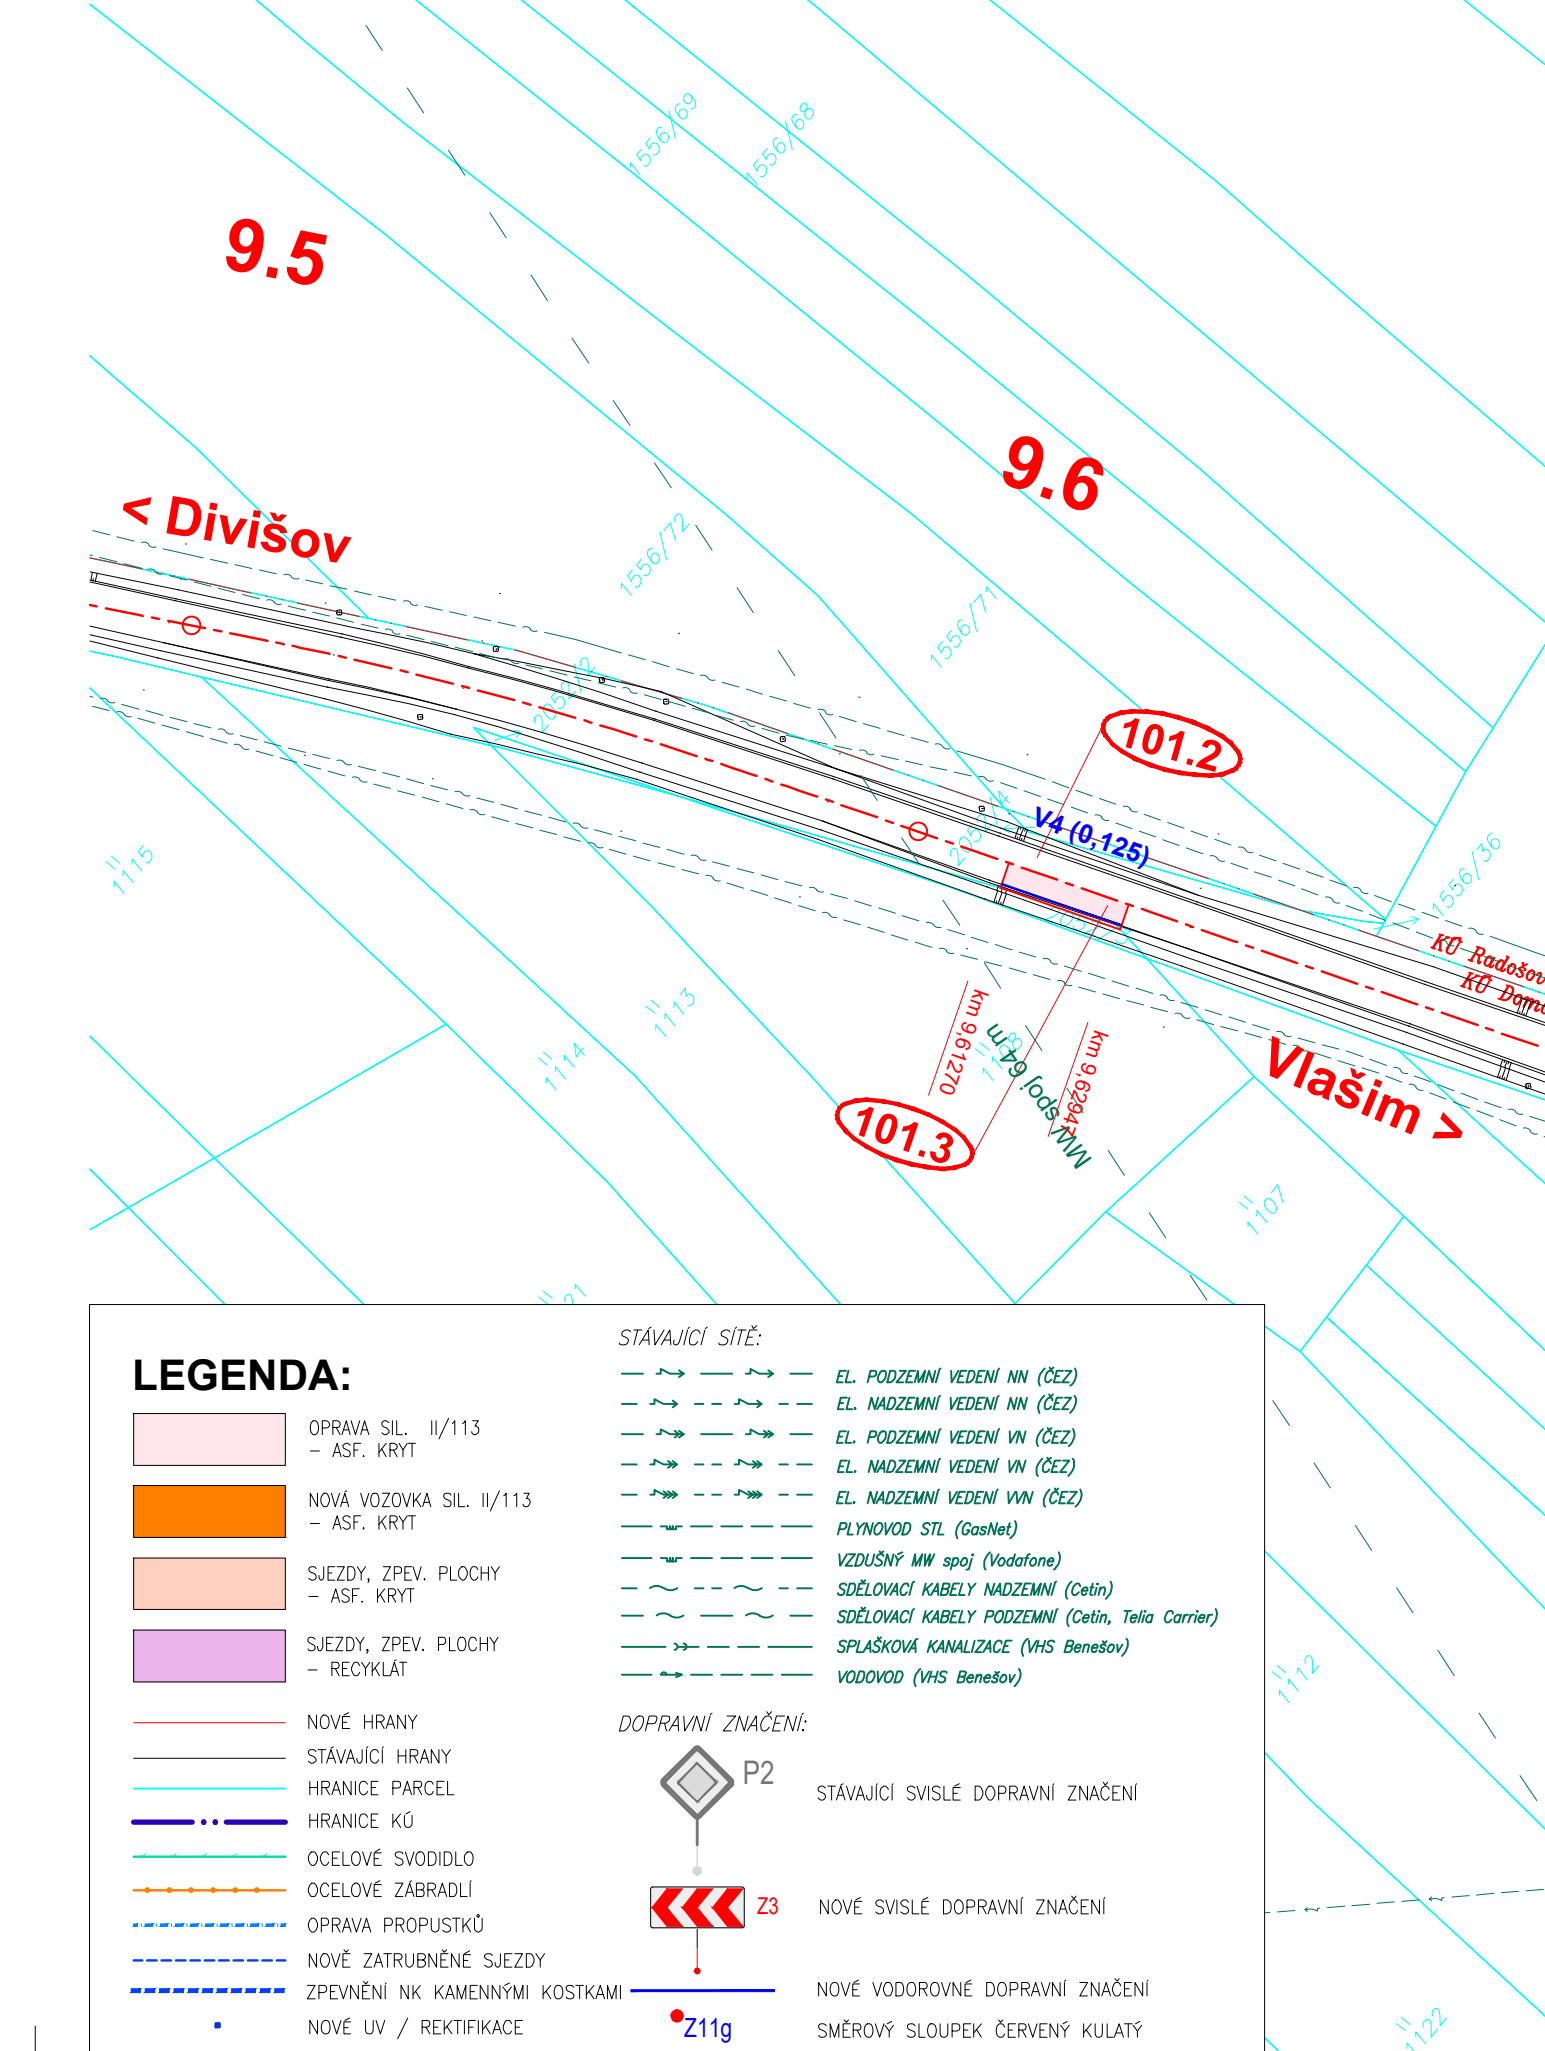 1556/69
1556/68
9.5
9.6
< Divišov
1556/72
1556/71
2052/2
101.2
2052/4
V4 (0,125)
1556/36
1115
KÚ Radošov
1113
1114
km 9,61270
MW spoj 64 m
km 9,62947
Vlašim >
101.3
1107
LEGENDA:
OPRAVA SIL. II/113
– ASF. KRYT
NOVÁ VOZOVKA SIL. II/113
– ASF. KRYT
SJEZDY, ZPEV. PLOCHY
– ASF. KRYT
SJEZDY, ZPEV. PLOCHY
– RECYKLÁT
NOVÉ HRANY
STÁVAJÍCÍ HRANY
HRANICE PARCEL
HRANICE KÚ
OCELOVÉ SVODIDLO
OCELOVÉ ZÁBRADLÍ
OPRAVA PROPUSTKŮ
NOVĚ ZATRUBNĚNÉ SJEZDY
ZPEVNĚNÍ NK KAMENNÝMI KOSTKAMI
NOVÉ UV / REKTIFIKACE
STÁVAJÍCÍ SÍTĚ:
EL. PODZEMNÍ VEDENÍ NN (ČEZ)
EL. NADZEMNÍ VEDENÍ NN (ČEZ)
EL. PODZEMNÍ VEDENÍ VN (ČEZ)
EL. NADZEMNÍ VEDENÍ VN (ČEZ)
EL. NADZEMNÍ VEDENÍ VVN (ČEZ)
PLYNOVOD STL (GasNet)
VZDUŠNÝ MW spoj (Vodafone)
SDĚLOVACÍ KABELY NADZEMNÍ (Cetin)
SDĚLOVACÍ KABELY PODZEMNÍ (Cetin, Telia Carrier)
SPLAŠKOVÁ KANALIZACE (VHS Benešov)
VODOVOD (VHS Benešov)
DOPRAVNÍ ZNAČENÍ:
P2
STÁVAJÍCÍ SVISLÉ DOPRAVNÍ ZNAČENÍ
Z3
NOVÉ SVISLÉ DOPRAVNÍ ZNAČENÍ
NOVÉ VODOROVNÉ DOPRAVNÍ ZNAČENÍ
Z11g
SMĚROVÝ SLOUPEK ČERVENÝ KULATÝ
1112
1122